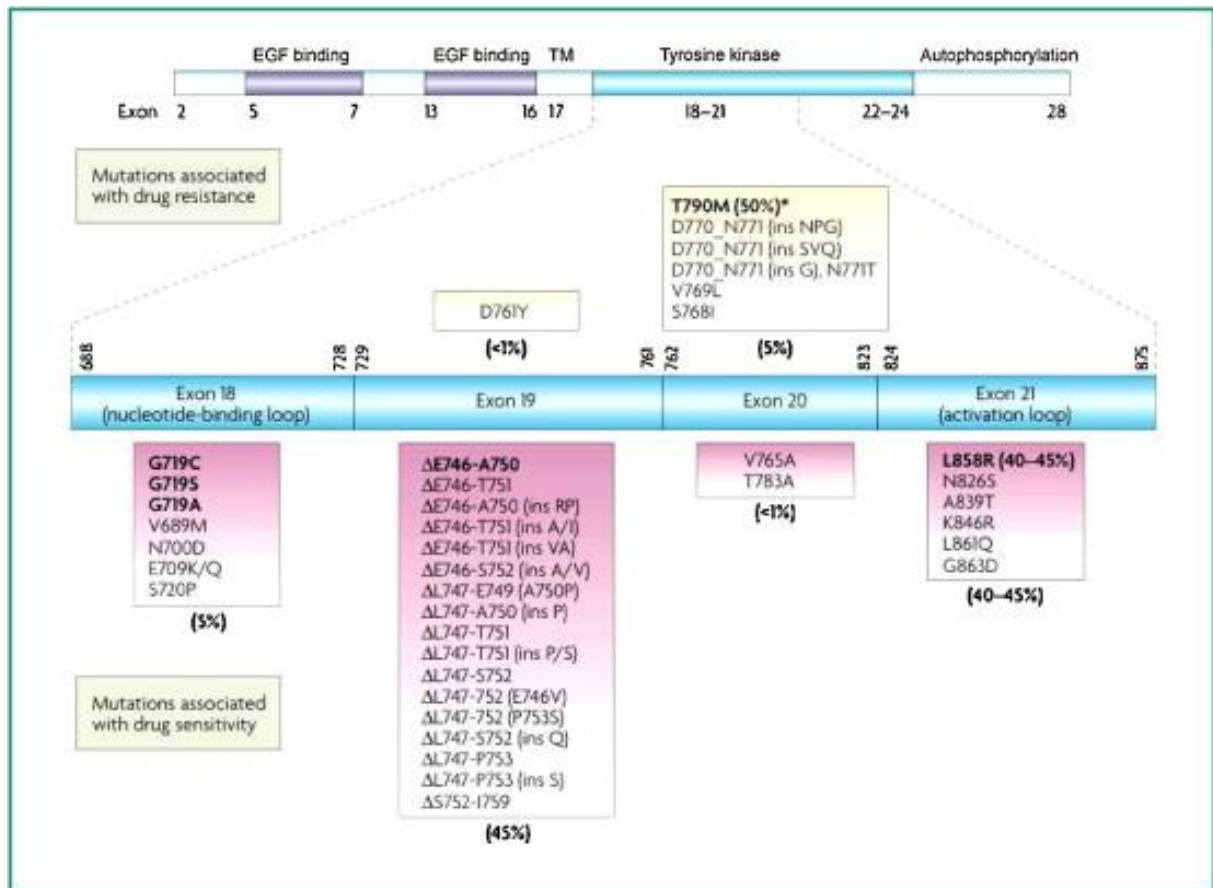 EGF binding EGF binding TM Tyrosine kinase Autophosphorylation
Exon 2 5 7 13 16 17 18–21 22–24 28
Mutations associated
with drug resistance
T790M (50%)*
D770_N771 (ins NPG)
D770_N771 (ins SVQ)
D770_N771 (ins G), N771T
V769L
S768I
D761Y
(<1%)
(5%)
688 728 729 761 762 823 824 875
Exon 18
(nucleotide-binding loop)
Exon 19
Exon 20
Exon 21
(activation loop)
G719C
G719S
G719A
V689M
N700D
E709K/Q
S720P
(5%)
ΔE746-A750
ΔE746-T751
ΔE746-A750 (ins RP)
ΔE746-T751 (ins A/I)
ΔE746-T751 (ins VA)
ΔE746-S752 (ins A/V)
ΔL747-E749 (A750P)
ΔL747-A750 (ins P)
ΔL747-T751
ΔL747-T751 (ins P/S)
ΔL747-S752
ΔL747-752 (E746V)
ΔL747-752 (P753S)
ΔL747-S752 (ins Q)
ΔL747-P753
ΔL747-P753 (ins S)
ΔS752-I759
(45%)
V765A
T783A
(<1%)
L858R (40–45%)
N826S
A839T
K846R
L861Q
G863D
(40–45%)
Mutations associated
with drug sensitivity